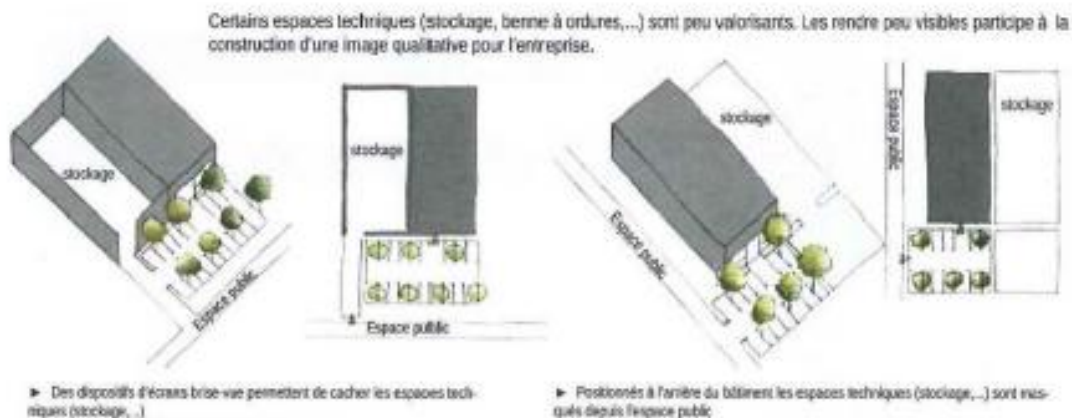 Certains espaces techniques (stockage, benne à ordures,...) sont peu valorisants. Les rendre peu visibles participe à la
construction d'une image qualitative pour l'entreprise.
stockage
Espace public
stockage
Espace public
stockage
Espace public
Espace public
stockage
► Des dispositifs d'écrans brise-vue permettent de cacher les espaces tech-
niques (stockage,..)
► Positionnés à l'arrière du bâtiment les espaces techniques (stockage,..) sont mas-
qués depuis l'espace public